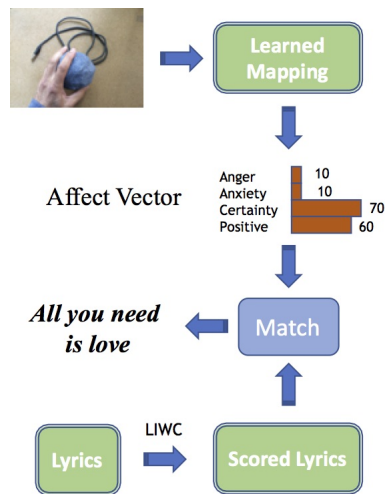 Learned
Mapping
Affect Vector
Anger 10
Anxiety 10
Certainty 70
Positive 60
All you need
is love
Match
LIWC
Lyrics
Scored Lyrics